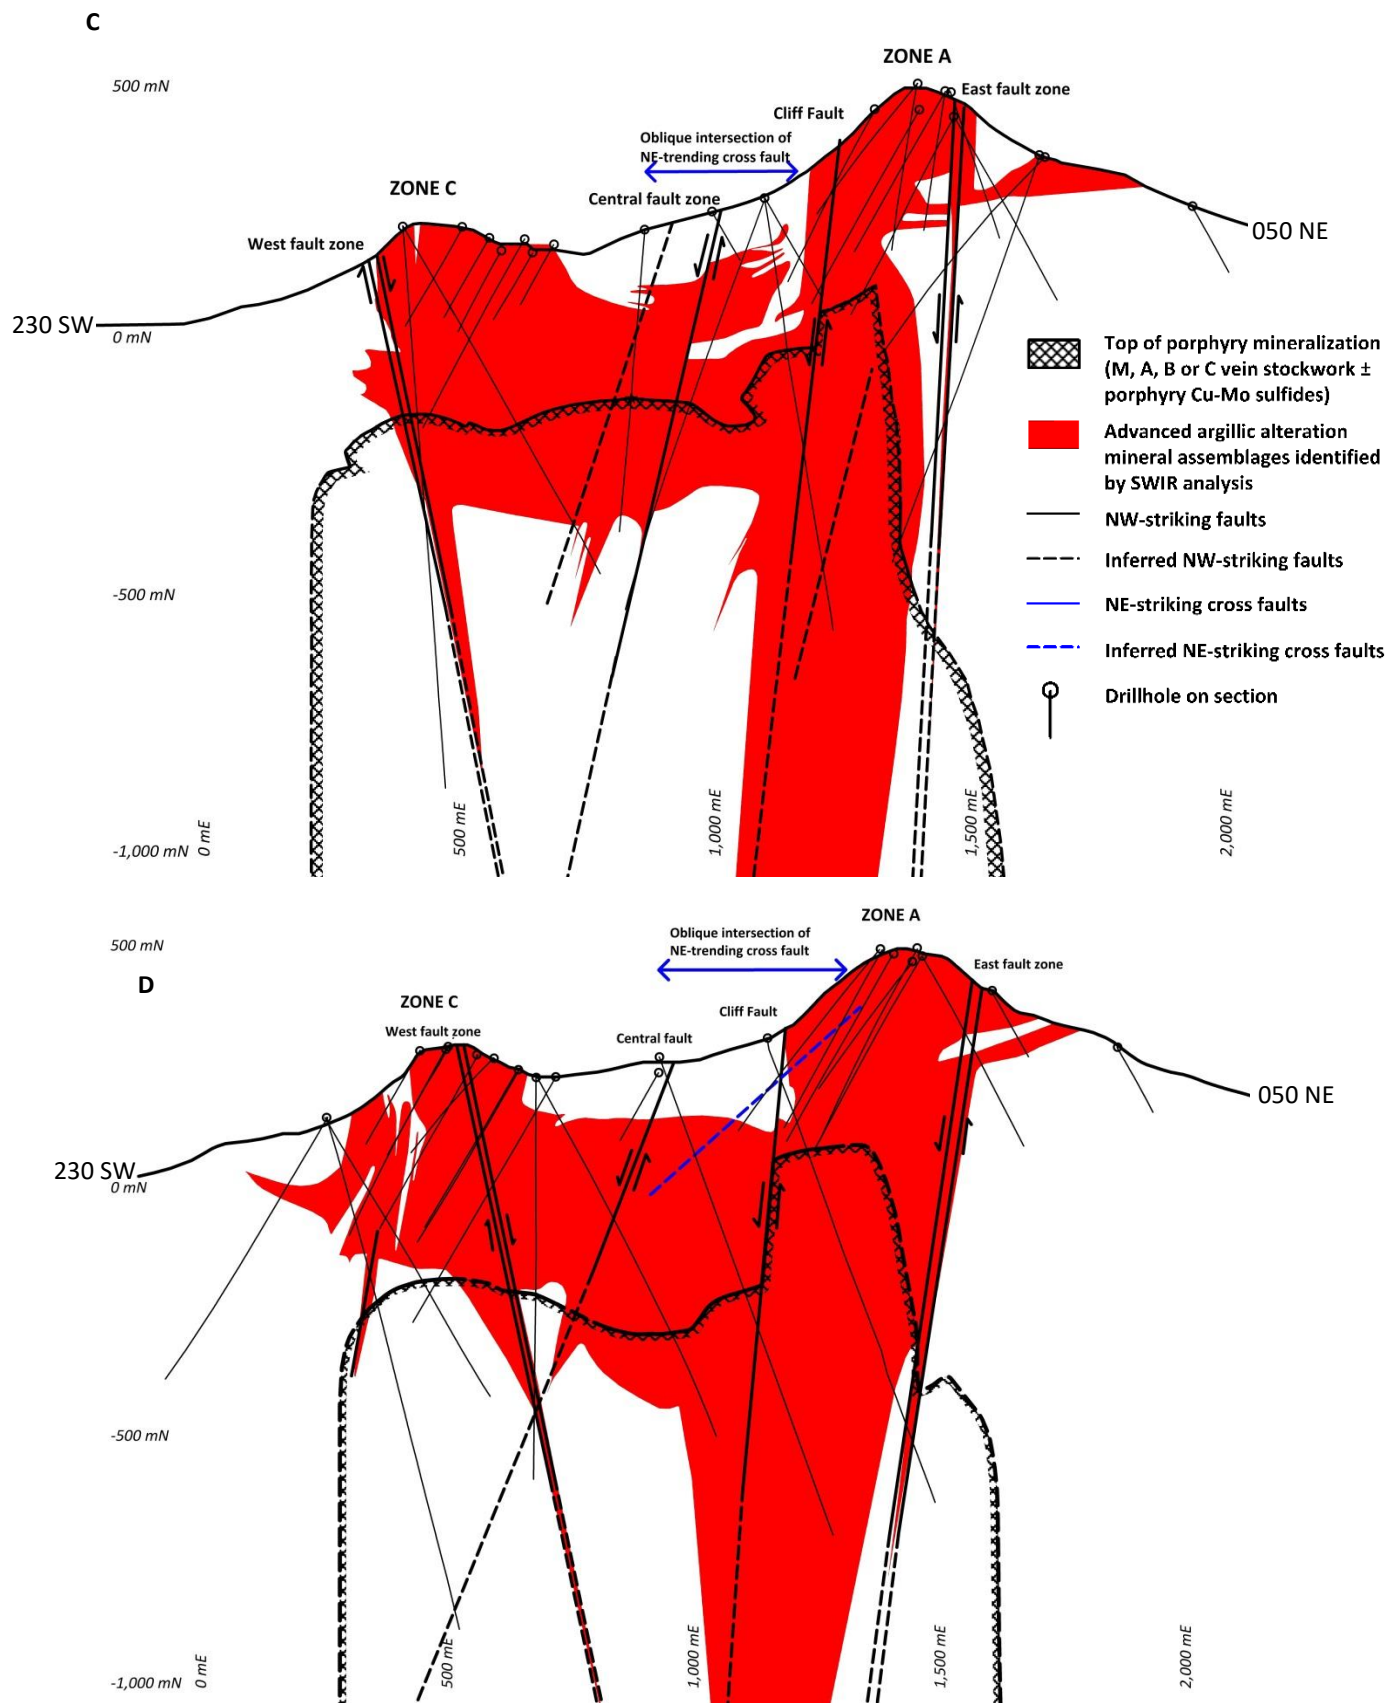 C
ZONE A
500 mN
East fault zone
Cliff Fault
Oblique intersection of
NE-trending cross fault
ZONE C
Central fault zone
West fault zone
050 NE
230 SW
0 mN
Top of porphyry mineralization
(M, A, B or C vein stockwork ±
porphyry Cu-Mo sulfides)
Advanced argillic alteration
mineral assemblages identified
by SWIR analysis
NW-striking faults
Inferred NW-striking faults
-500 mN
NE-striking cross faults
Inferred NE-striking cross faults
Drillhole on section
-1,000 mN
0 mE
500 mE
1,000 mE
1,500 mE
2,000 mE
ZONE A
500 mN
Oblique intersection of
NE-trending cross fault
East fault zone
D
ZONE C
Cliff Fault
West fault zone
Central fault
050 NE
230 SW
0 mN
-500 mN
-1,000 mN
0 mE
500 mE
1,000 mE
1,500 mE
2,000 mE